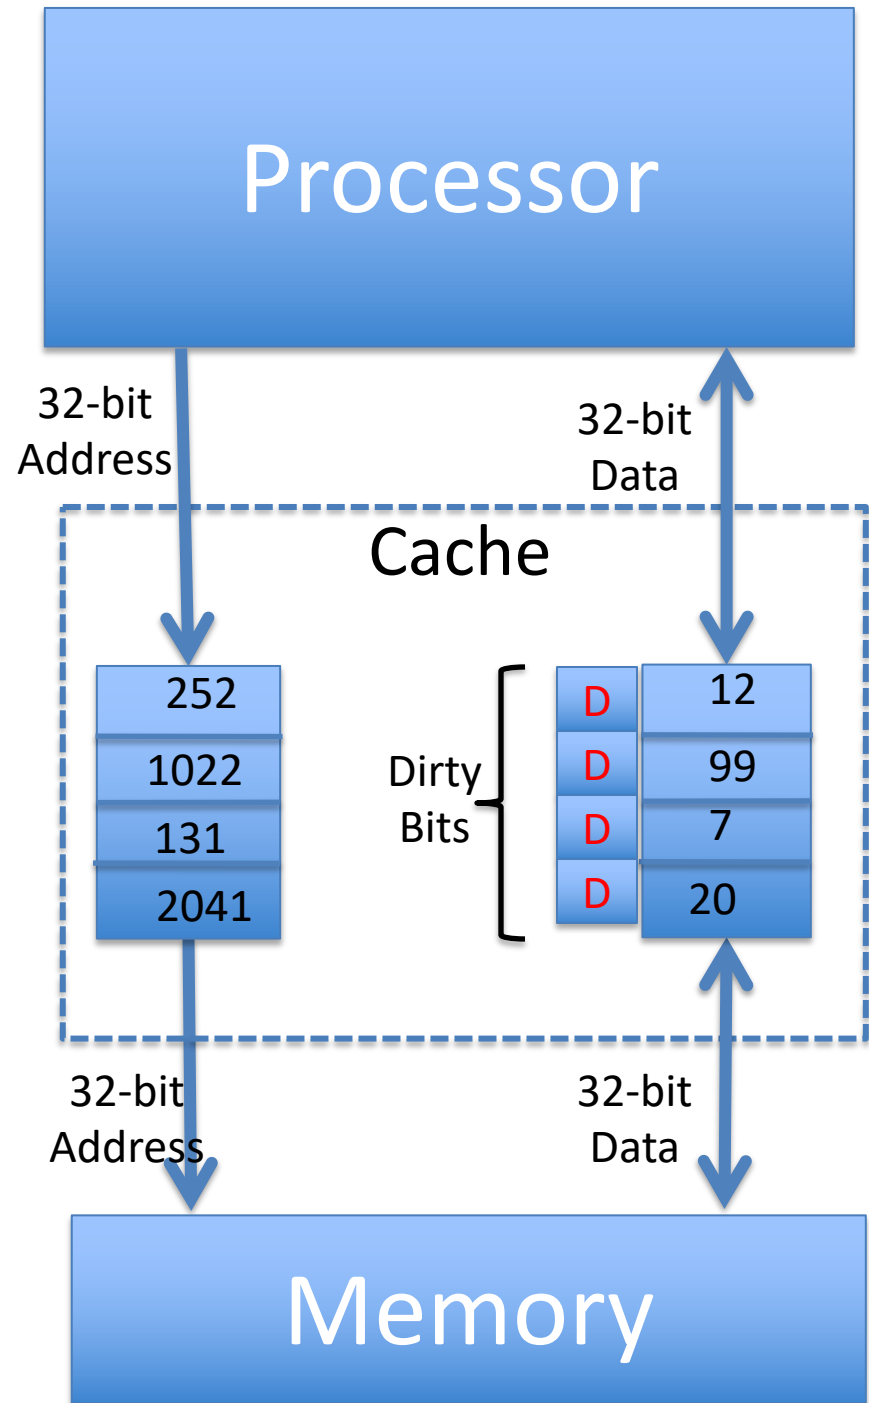 Processor
32-bit
Address
32-bit
Data
Cache
252
1022
131
2041
Dirty
Bits
D
D
D
D
12
99
7
20
32-bit
Address
32-bit
Data
Memory